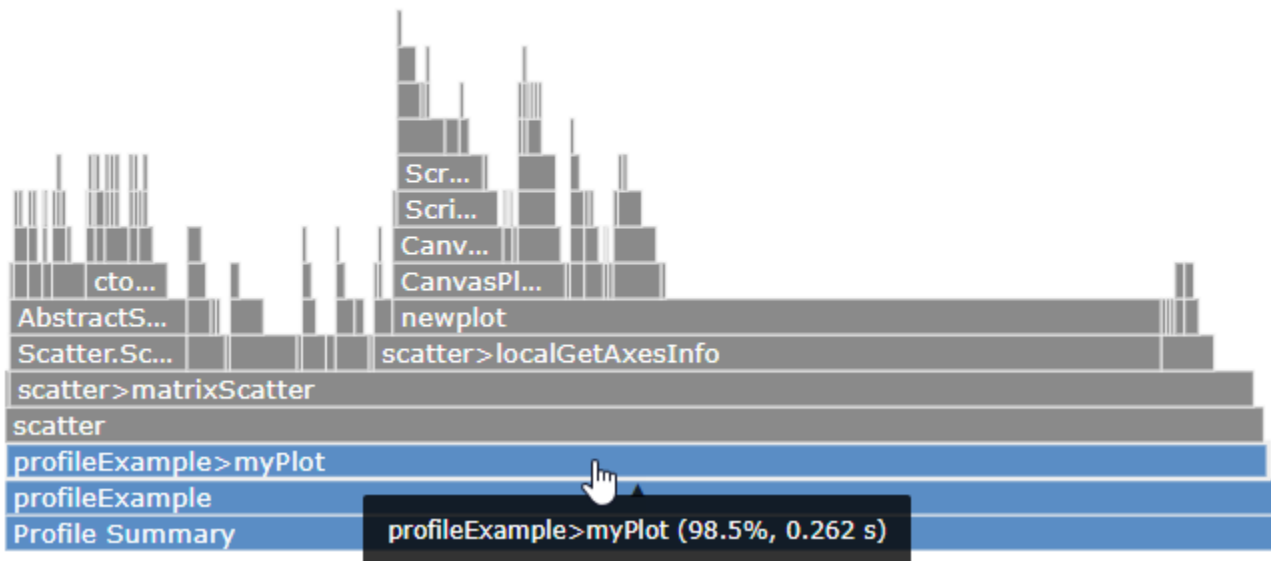 Scr...
Scri...
Canv...
cto... CanvasPl...
AbstractS... newplot
Scatter.Sc... scatter>localGetAxesInfo
scatter>matrixScatter
scatter
profileExample>myPlot
profileExample
Profile Summary
profileExample>myPlot (98.5%, 0.262 s)